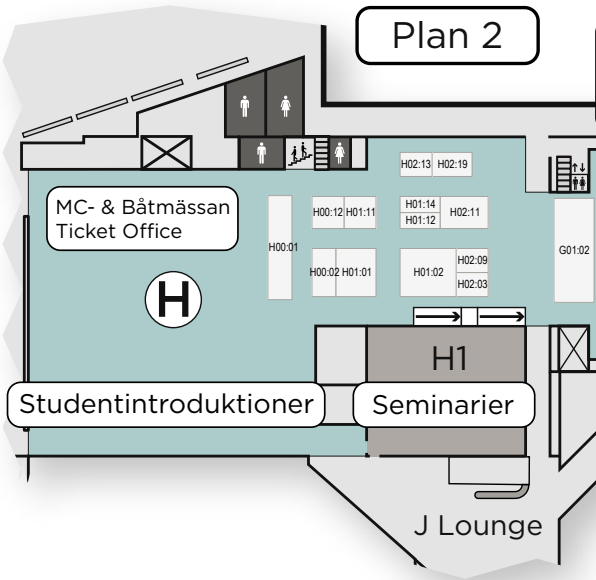 Plan 2
H02:13
H02:19
MC- & Båtmässan
Ticket Office
H00:01
H00:12
H01:11
H01:14
H01:12
H02:11
G01:02
H00:02
H01:01
H01:02
H02:09
H02:03
H
H1
Studentintroduktioner
Seminarier
J Lounge